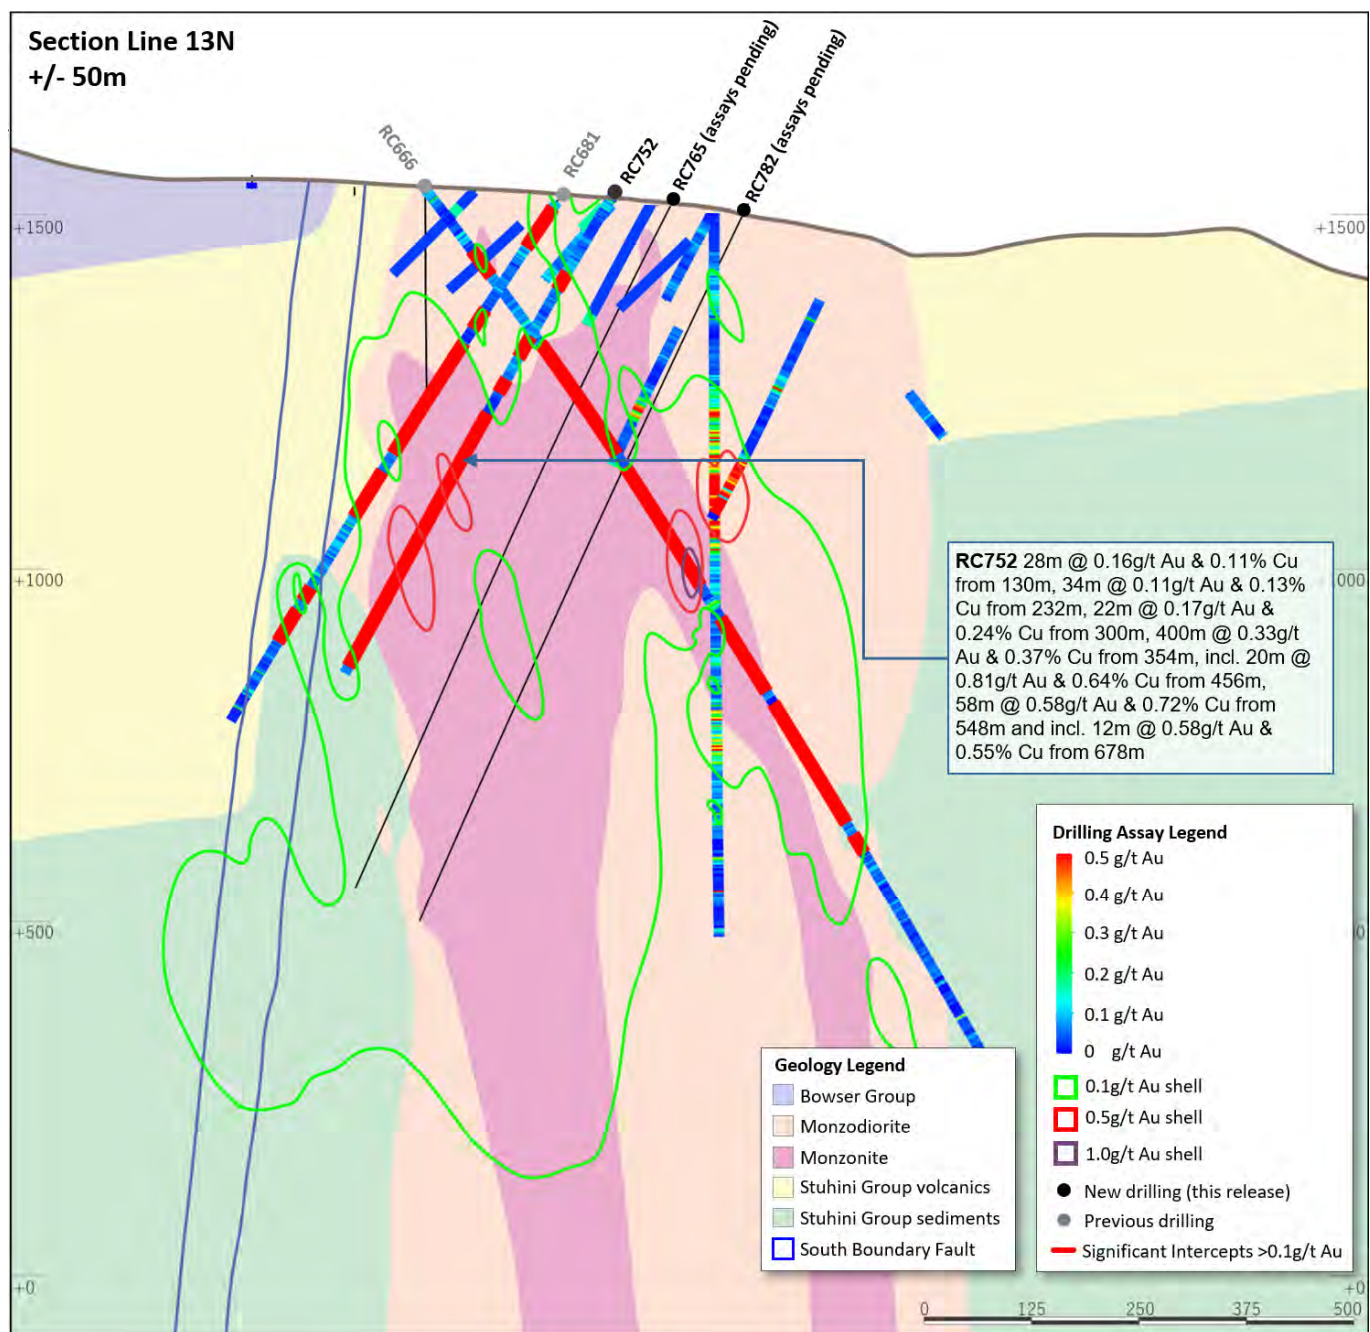 Section Line 13N
+/- 50m
RC666
RC681
RC752
RC765 (assays pending)
RC782 (assays pending)
+1500
+1500
+1000
000
RC752 28m @ 0.16g/t Au & 0.11% Cu
from 130m, 34m @ 0.11g/t Au & 0.13%
Cu from 232m, 22m @ 0.17g/t Au &
0.24% Cu from 300m, 400m @ 0.33g/t
Au & 0.37% Cu from 354m, incl. 20m @
0.81g/t Au & 0.64% Cu from 456m,
58m @ 0.58g/t Au & 0.72% Cu from
548m and incl. 12m @ 0.58g/t Au &
0.55% Cu from 678m
+500
0
Drilling Assay Legend
0.5 g/t Au
0.4 g/t Au
0.3 g/t Au
0.2 g/t Au
0.1 g/t Au
0 g/t Au
0.1g/t Au shell
0.5g/t Au shell
1.0g/t Au shell
New drilling (this release)
Previous drilling
Significant Intercepts >0.1g/t Au
Geology Legend
Bowser Group
Monzodiorite
Monzonite
Stuhini Group volcanics
Stuhini Group sediments
South Boundary Fault
+0
+0
0 125 250 375 500